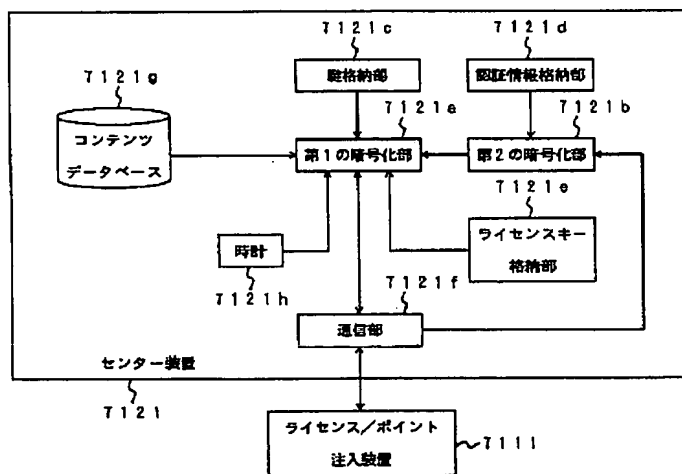 7121c
7121d
鍵格納部
認証情報格納部
7121g
7121a
7121b
コンテンツ
データベース
第1の暗号化部
第2の暗号化部
7121e
ライセンスキー
格納部
時計
7121h
7121f
通信部
センター装置
7121
ライセンス/ポイント
注入装置
7111